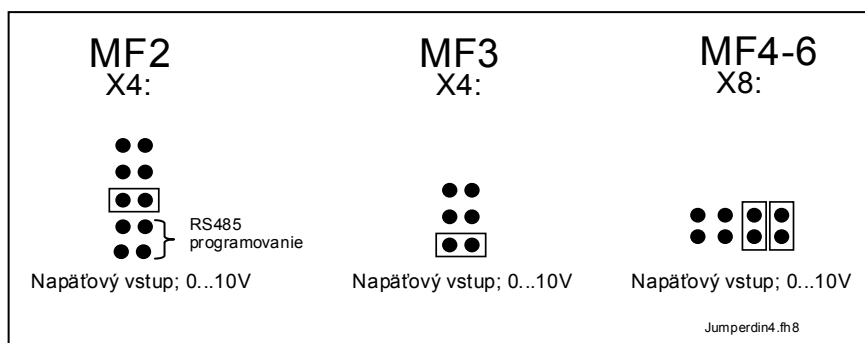 MF2
X4:
RS485
programovanie
Napäťový vstup; 0...10V
MF3
X4:
Napäťový vstup; 0...10V
MF4-6
X8:
Napäťový vstup; 0...10V
Jumperdin4.fh8